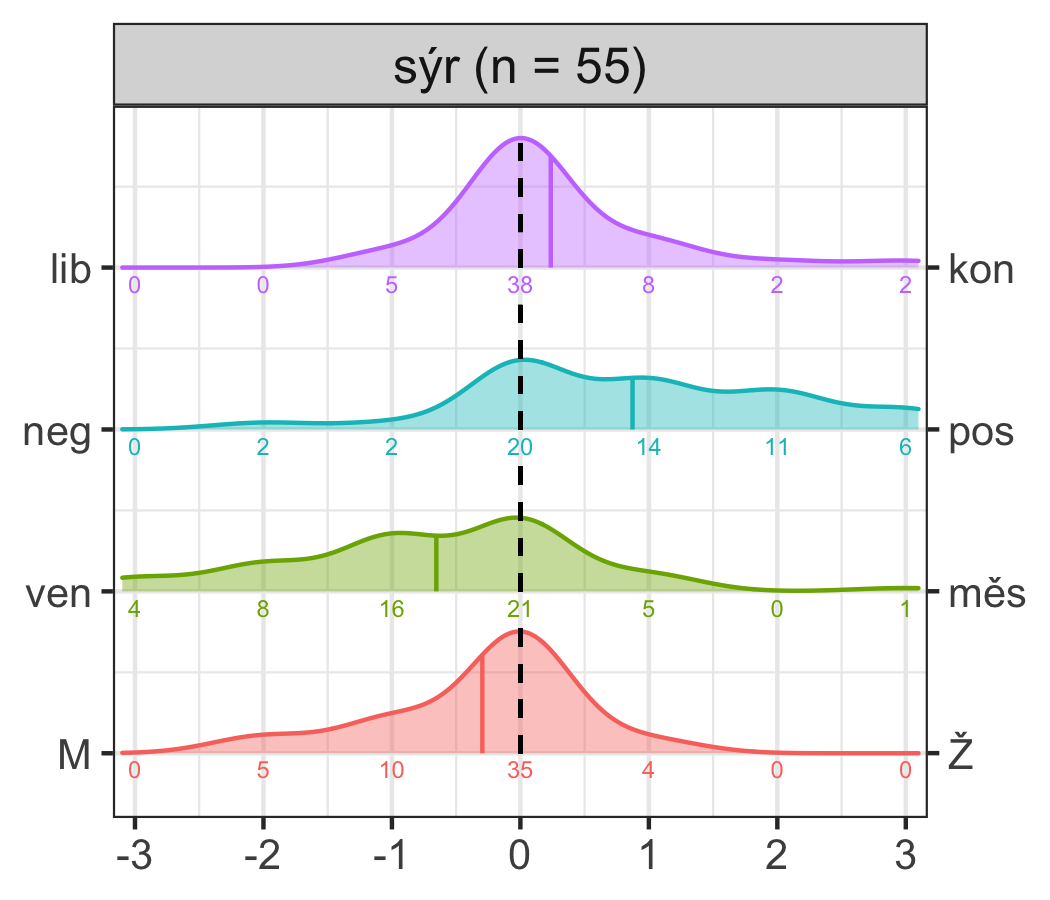 sýr (n = 55)
lib kon
0 0 5 38 8 2 2
neg pos
0 2 2 20 14 11 6
ven měs
4 8 16 21 5 0 1
M Ž
0 5 10 35 4 0 0
-3 -2 -1 0 1 2 3